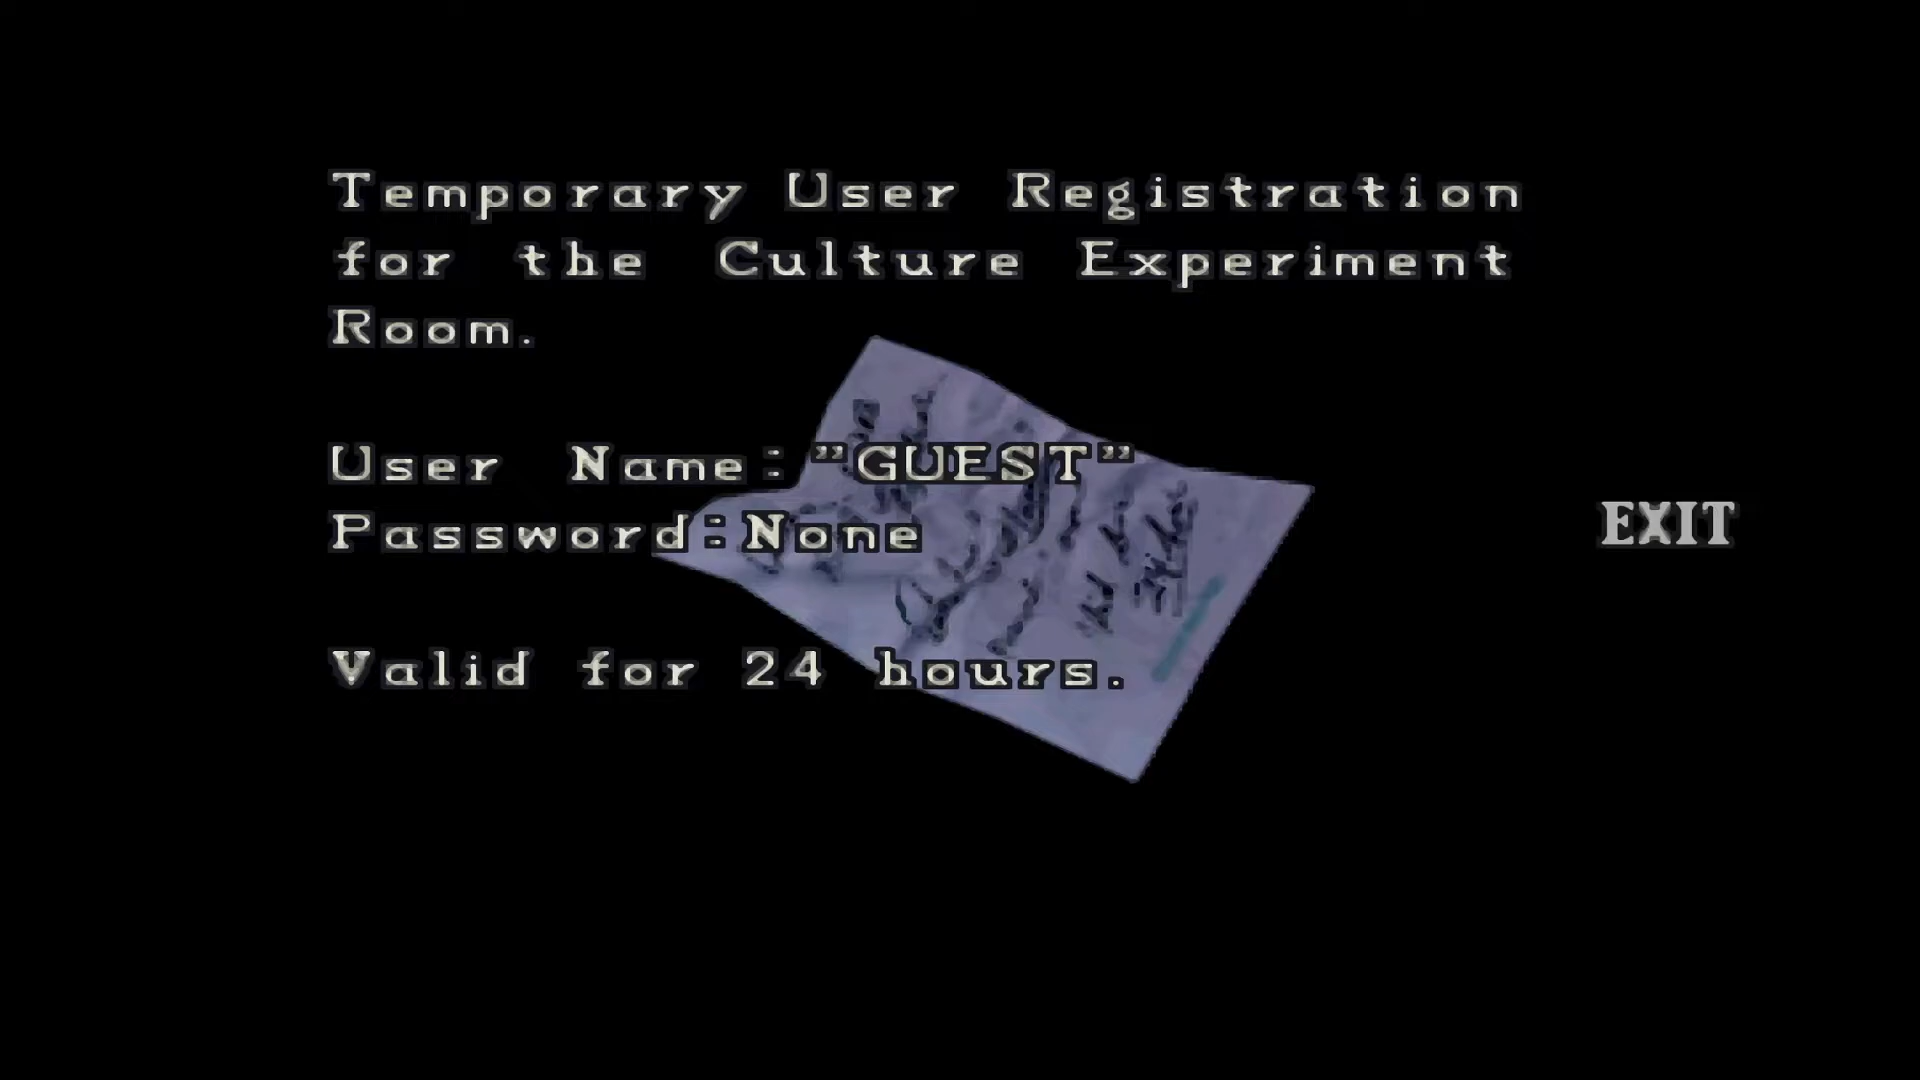 Temporary User Registration
for the Culture Experiment
Room.
User Name:"GUEST"
Password:None
EXIT
Valid for 24 hours.